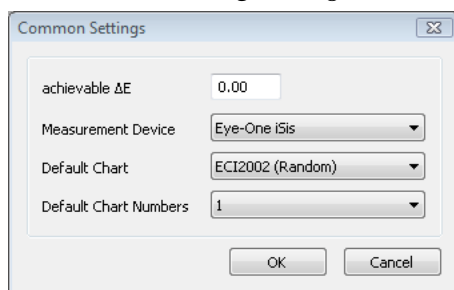 Common Settings
achievable ΔE 0.00
Measurement Device Eye-One iSis
Default Chart ECI2002 (Random)
Default Chart Numbers 1
OK Cancel